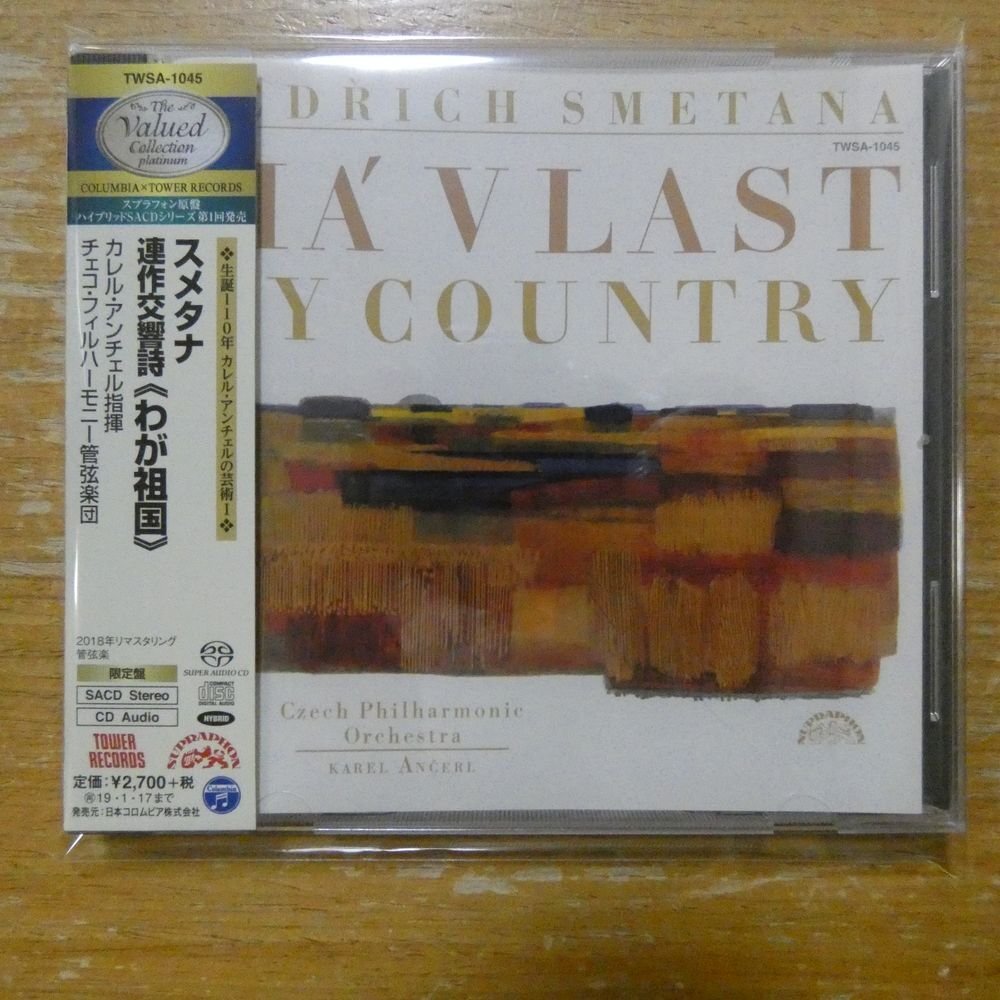 TWSA-1045
The
Valued
Collection
platinum
COLUMBIA×TOWER RECORDS
スプラフォン原盤
ハイブリッドSACDシリーズ 第1回発売
❖生誕110年 カレル・アンチェルの芸術 I❖
スメタナ
連作交響詩《わが祖国》
カレル・アンチェル指揮
チェコ・フィルハーモニー管弦楽団
2018年リマスタリング
管弦楽
限定盤
SACD Stereo
CD Audio
SUPER AUDIO CD
COMPACT
disc
DIGITAL AUDIO
HYBRID
TOWER
RECORDS
SUPRAPHON
定価:¥2,700+税
19・1・17まで
発売元:日本コロムビア株式会社
Columbia
DŘICH SMETANA
TWSA-1045
IÁ VLAST
Y COUNTRY
Czech Philharmonic
Orchestra
KAREL ANČERL
SUPRAPHON